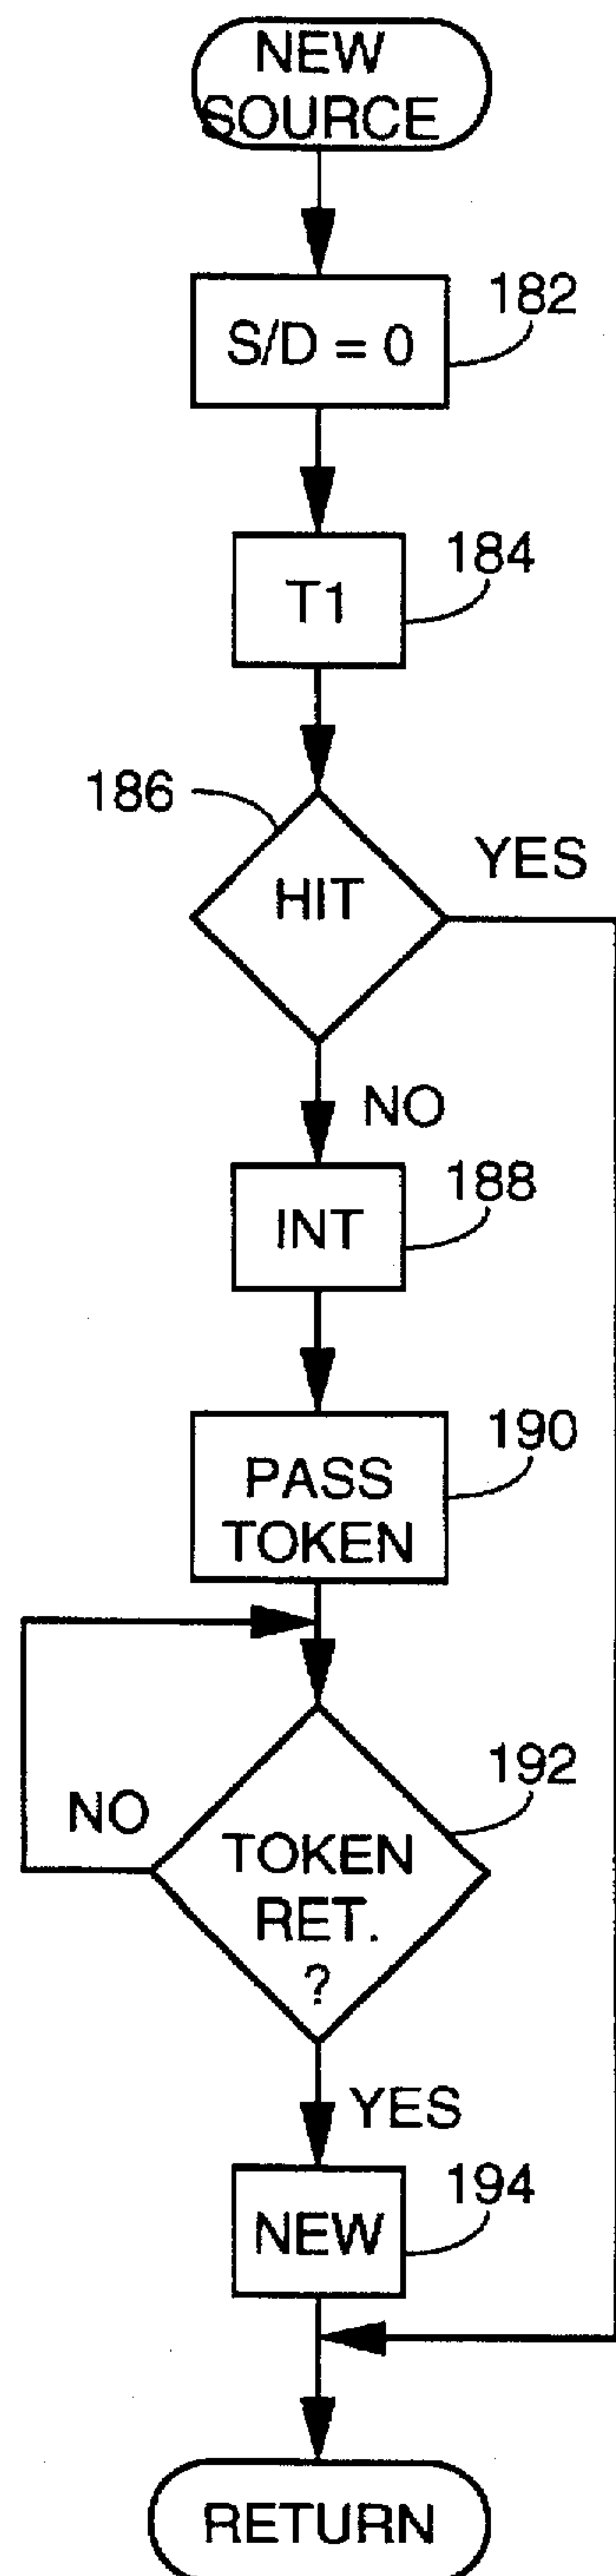 NEW
SOURCE
182
S/D = 0
184
T1
186
HIT
YES
NO
188
INT
190
PASS
TOKEN
192
NO
TOKEN
RET.
?
YES
194
NEW
RETURN